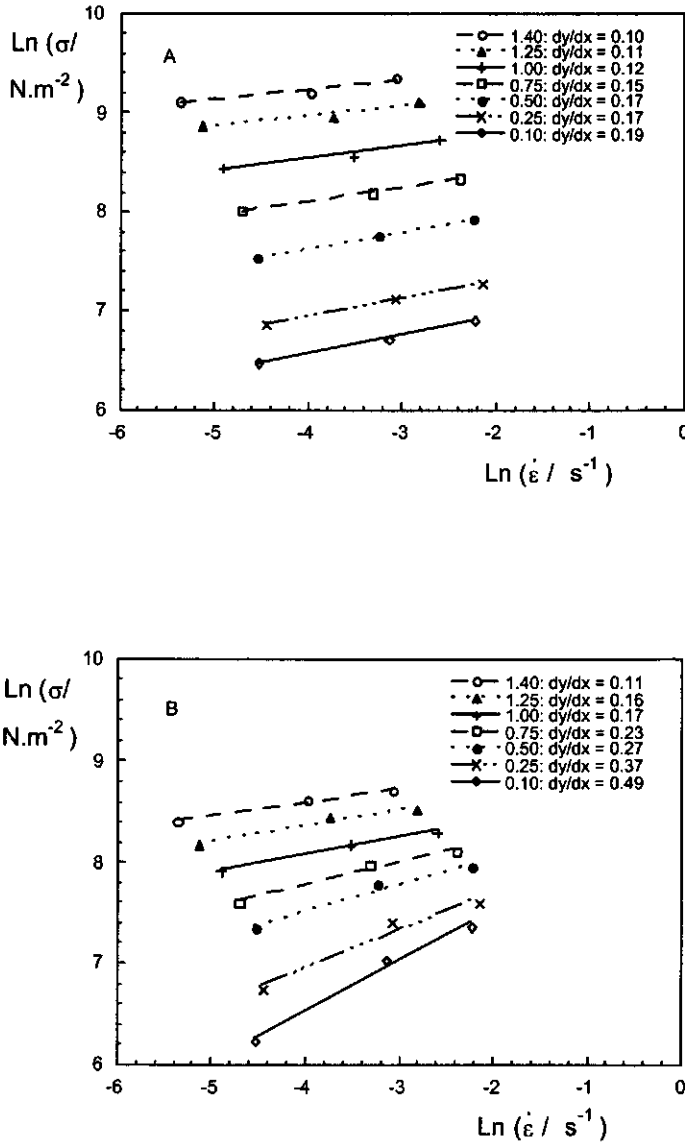 Ln (σ/
N.m-2)
A
1.40: dy/dx = 0.10
1.25: dy/dx = 0.11
1.00: dy/dx = 0.12
0.75: dy/dx = 0.15
0.50: dy/dx = 0.17
0.25: dy/dx = 0.17
0.10: dy/dx = 0.19
10
9
8
7
6
-6 -5 -4 -3 -2 -1 0
Ln (ε̇ / s-1)
Ln (σ/
N.m-2)
B
1.40: dy/dx = 0.11
1.25: dy/dx = 0.16
1.00: dy/dx = 0.17
0.75: dy/dx = 0.23
0.50: dy/dx = 0.27
0.25: dy/dx = 0.37
0.10: dy/dx = 0.49
10
9
8
7
6
-6 -5 -4 -3 -2 -1 0
Ln (ε̇ / s-1)